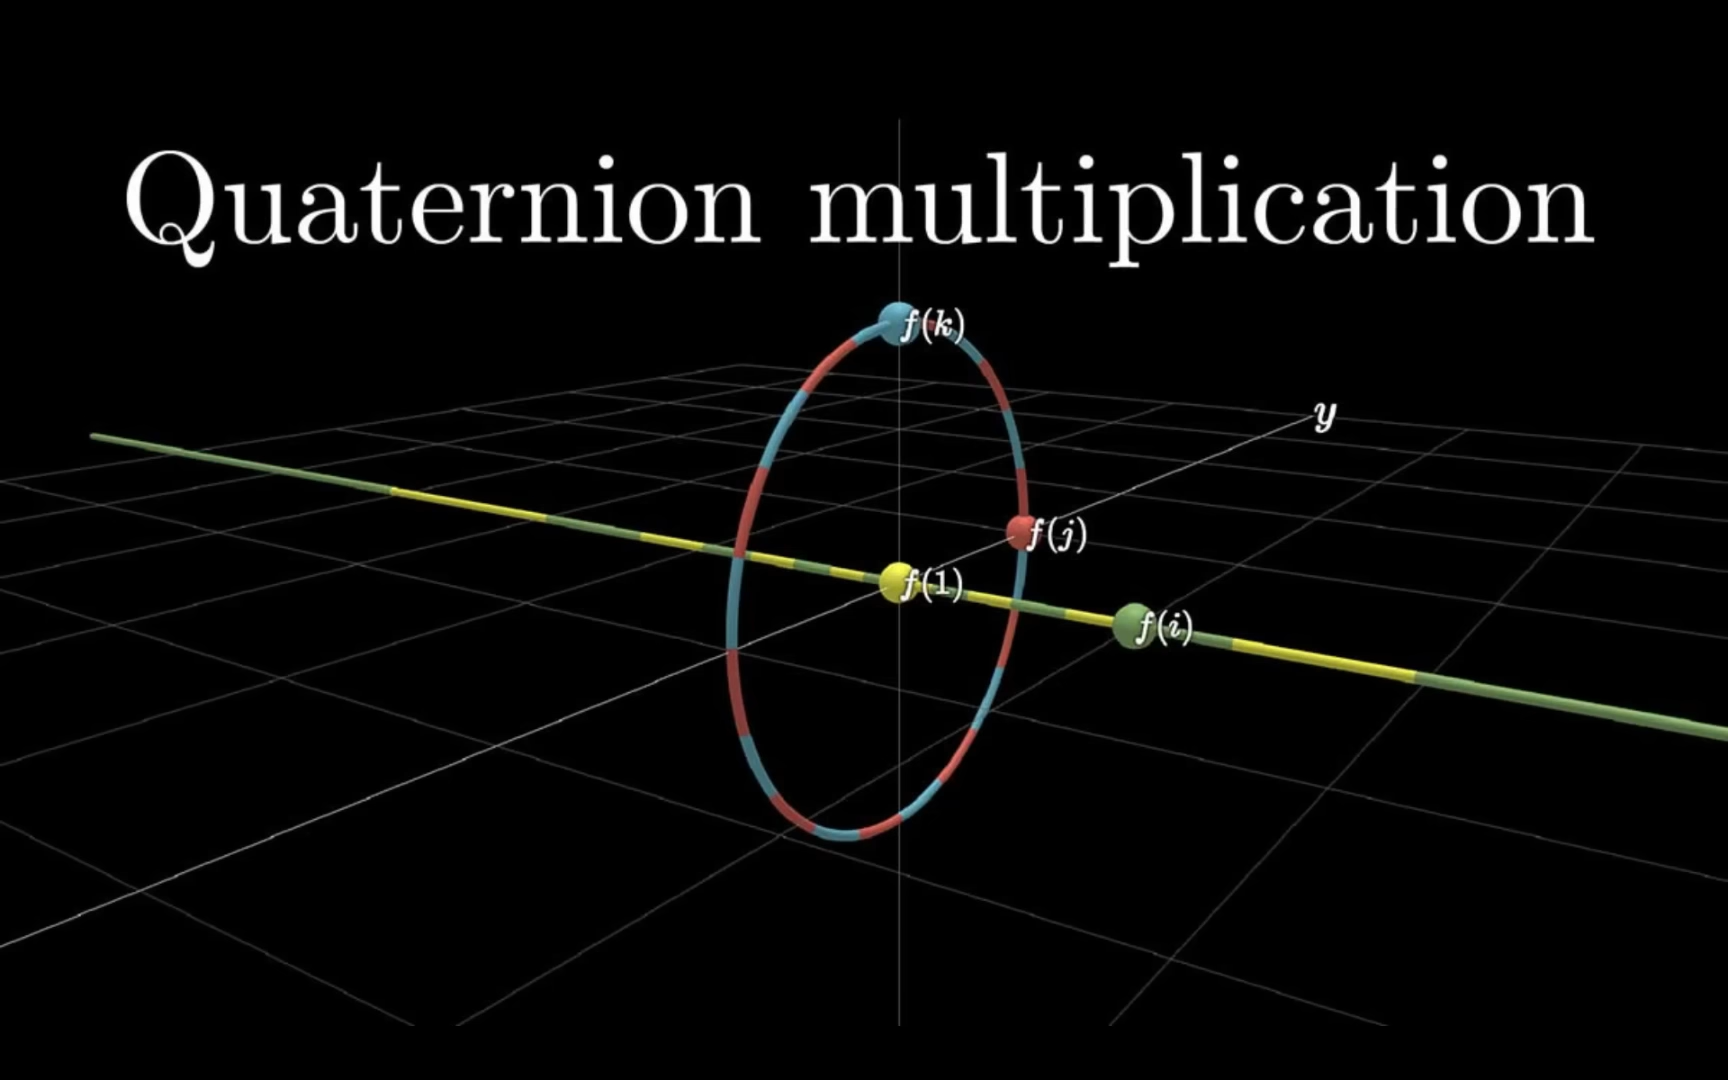 Quaternion multiplication
f(k)
y
f(j)
f(1)
f(i)